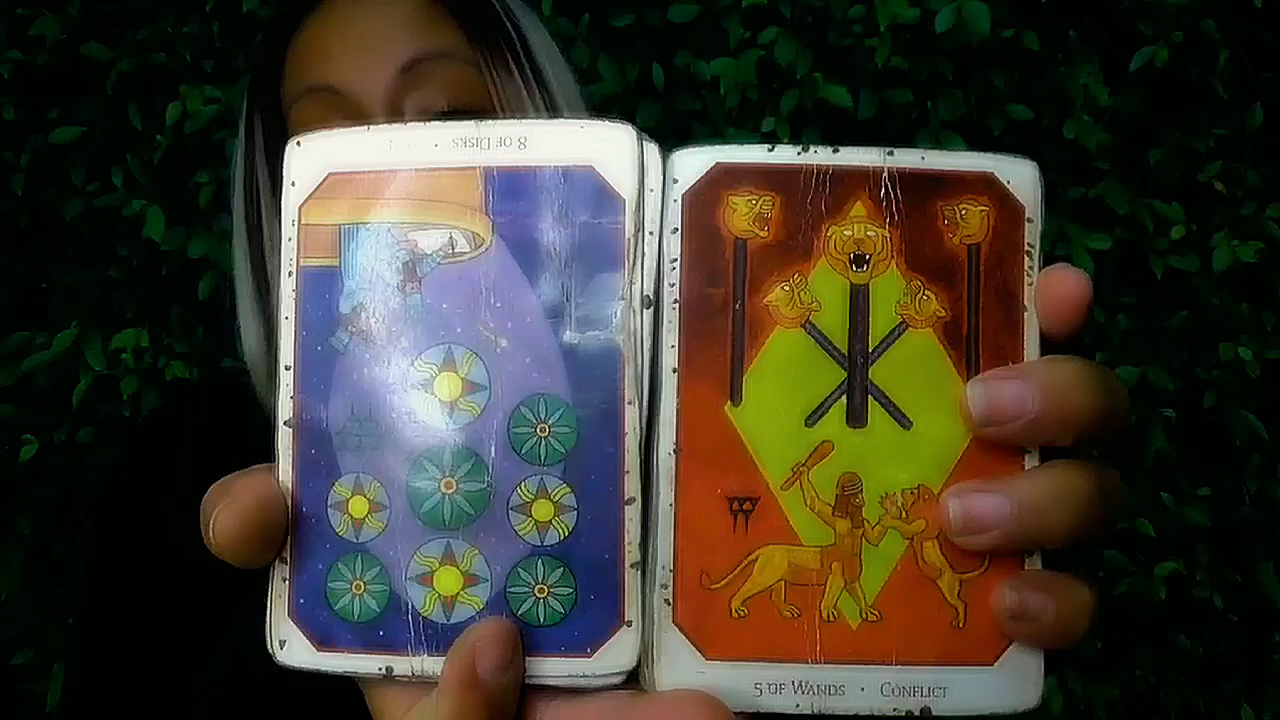 8 OF DISKS •
5 OF WANDS • CONFLICT